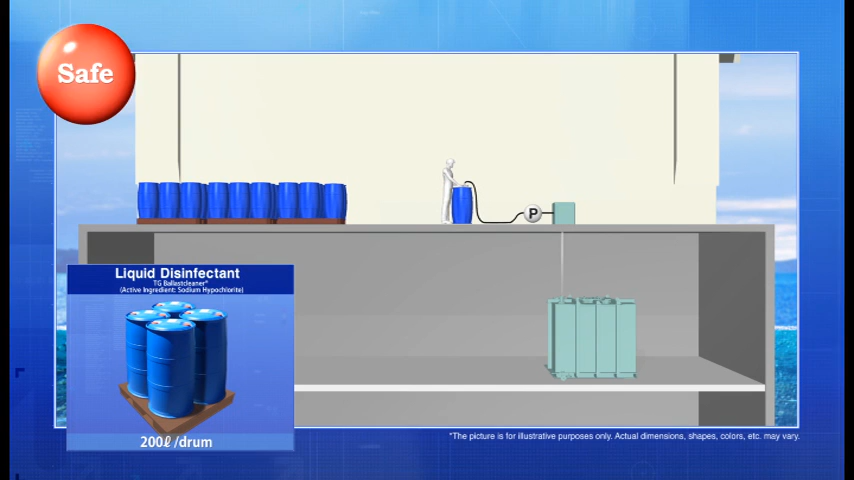 Safe
P
Liquid Disinfectant
TG Ballastcleaner®
(Active Ingredient: Sodium Hypochlorite)
200ℓ/drum
*The picture is for illustrative purposes only. Actual dimensions, shapes, colors, etc. may vary.